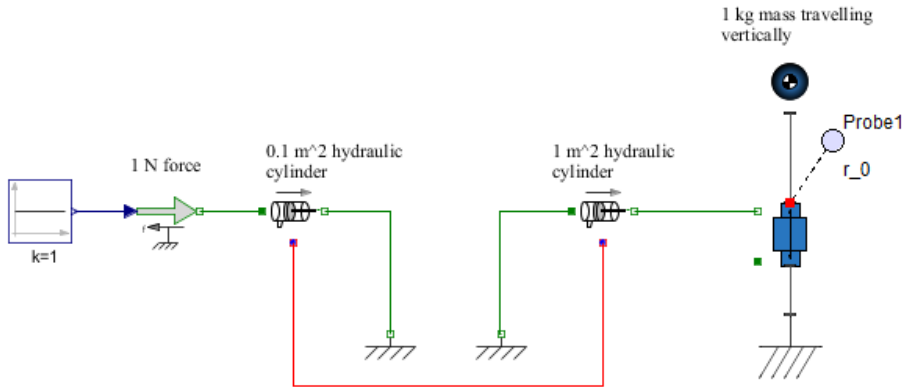 1 kg mass travelling
vertically
Probe1
r_0
0.1 m^2 hydraulic
cylinder
1 m^2 hydraulic
cylinder
1 N force
f
k=1